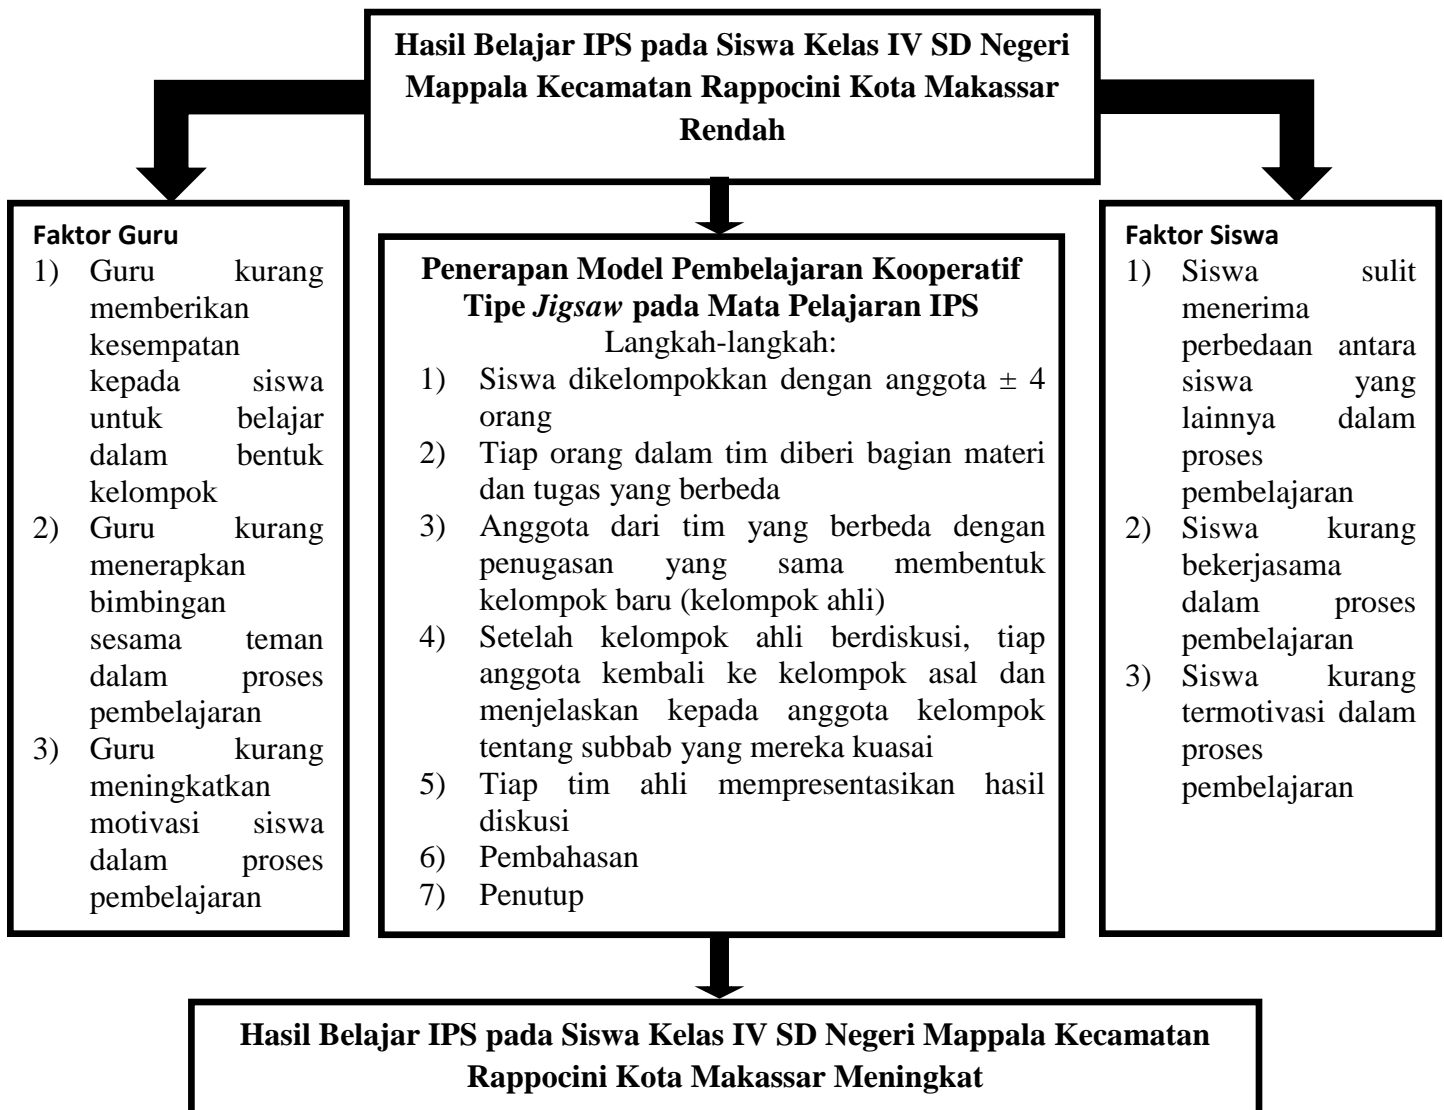 Hasil Belajar IPS pada Siswa Kelas IV SD Negeri
Mappala Kecamatan Rappocini Kota Makassar
Rendah
Faktor Guru
1) Guru kurang
memberikan
kesempatan
kepada siswa
untuk belajar
dalam bentuk
kelompok
2) Guru kurang
menerapkan
bimbingan
sesama teman
dalam proses
pembelajaran
3) Guru kurang
meningkatkan
motivasi siswa
dalam proses
pembelajaran
Penerapan Model Pembelajaran Kooperatif
Tipe Jigsaw pada Mata Pelajaran IPS
Langkah-langkah:
1) Siswa dikelompokkan dengan anggota ± 4
orang
2) Tiap orang dalam tim diberi bagian materi
dan tugas yang berbeda
3) Anggota dari tim yang berbeda dengan
penugasan yang sama membentuk
kelompok baru (kelompok ahli)
4) Setelah kelompok ahli berdiskusi, tiap
anggota kembali ke kelompok asal dan
menjelaskan kepada anggota kelompok
tentang subbab yang mereka kuasai
5) Tiap tim ahli mempresentasikan hasil
diskusi
6) Pembahasan
7) Penutup
Faktor Siswa
1) Siswa sulit
menerima
perbedaan antara
siswa yang
lainnya dalam
proses
pembelajaran
2) Siswa kurang
bekerjasama
dalam proses
pembelajaran
3) Siswa kurang
termotivasi dalam
proses
pembelajaran
Hasil Belajar IPS pada Siswa Kelas IV SD Negeri Mappala Kecamatan
Rappocini Kota Makassar Meningkat